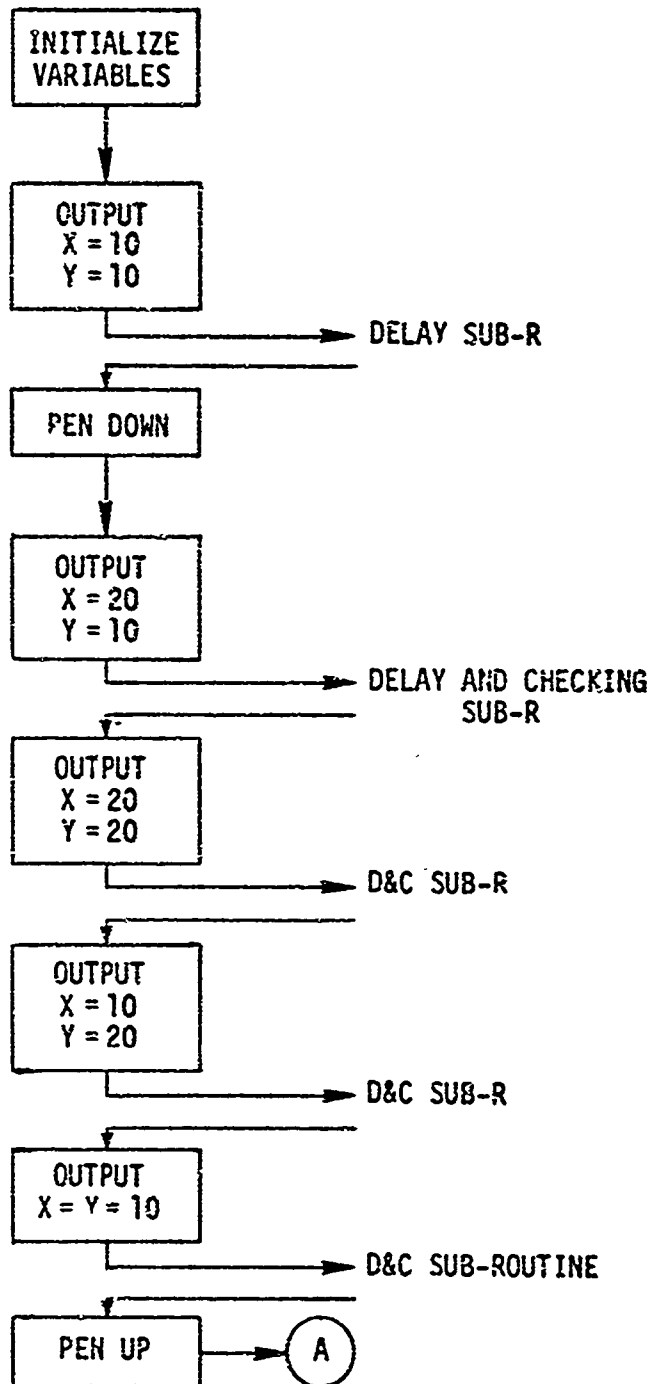 INITIALIZE
VARIABLES
OUTPUT
X = 10
Y = 10
DELAY SUB-R
PEN DOWN
OUTPUT
X = 20
Y = 10
DELAY AND CHECKING
SUB-R
OUTPUT
X = 20
Y = 20
D&C SUB-R
OUTPUT
X = 10
Y = 20
D&C SUB-R
OUTPUT
X = Y = 10
D&C SUB-ROUTINE
PEN UP
A